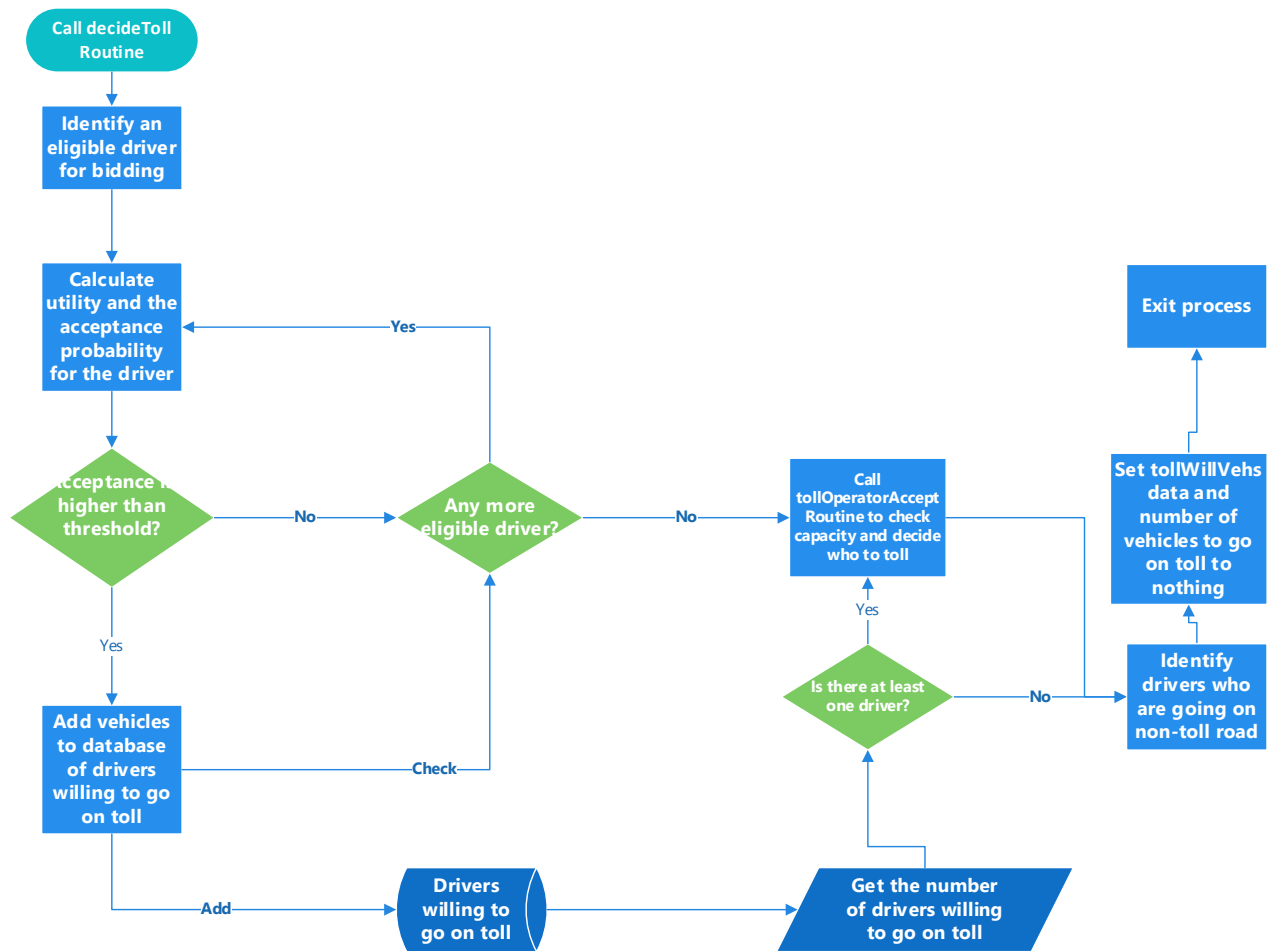 Call decideToll
Routine
Identify an
eligible driver
for bidding
Calculate
utility and the
acceptance
probability
for the driver
Yes
Exit process
higher than
threshold?
No
Any more
eligible driver?
No
Call
tollOperatorAccept
Routine to check
capacity and decide
who to toll
Set tollWillVehs
data and
number of
vehicles to go
on toll to
nothing
Yes
Yes
Is there at least
one driver?
No
Identify
drivers who
are going on
non-toll road
Add vehicles
to database
of drivers
willing to go
on toll
Check
Add
Drivers
willing to
go on toll
Get the number
of drivers willing
to go on toll